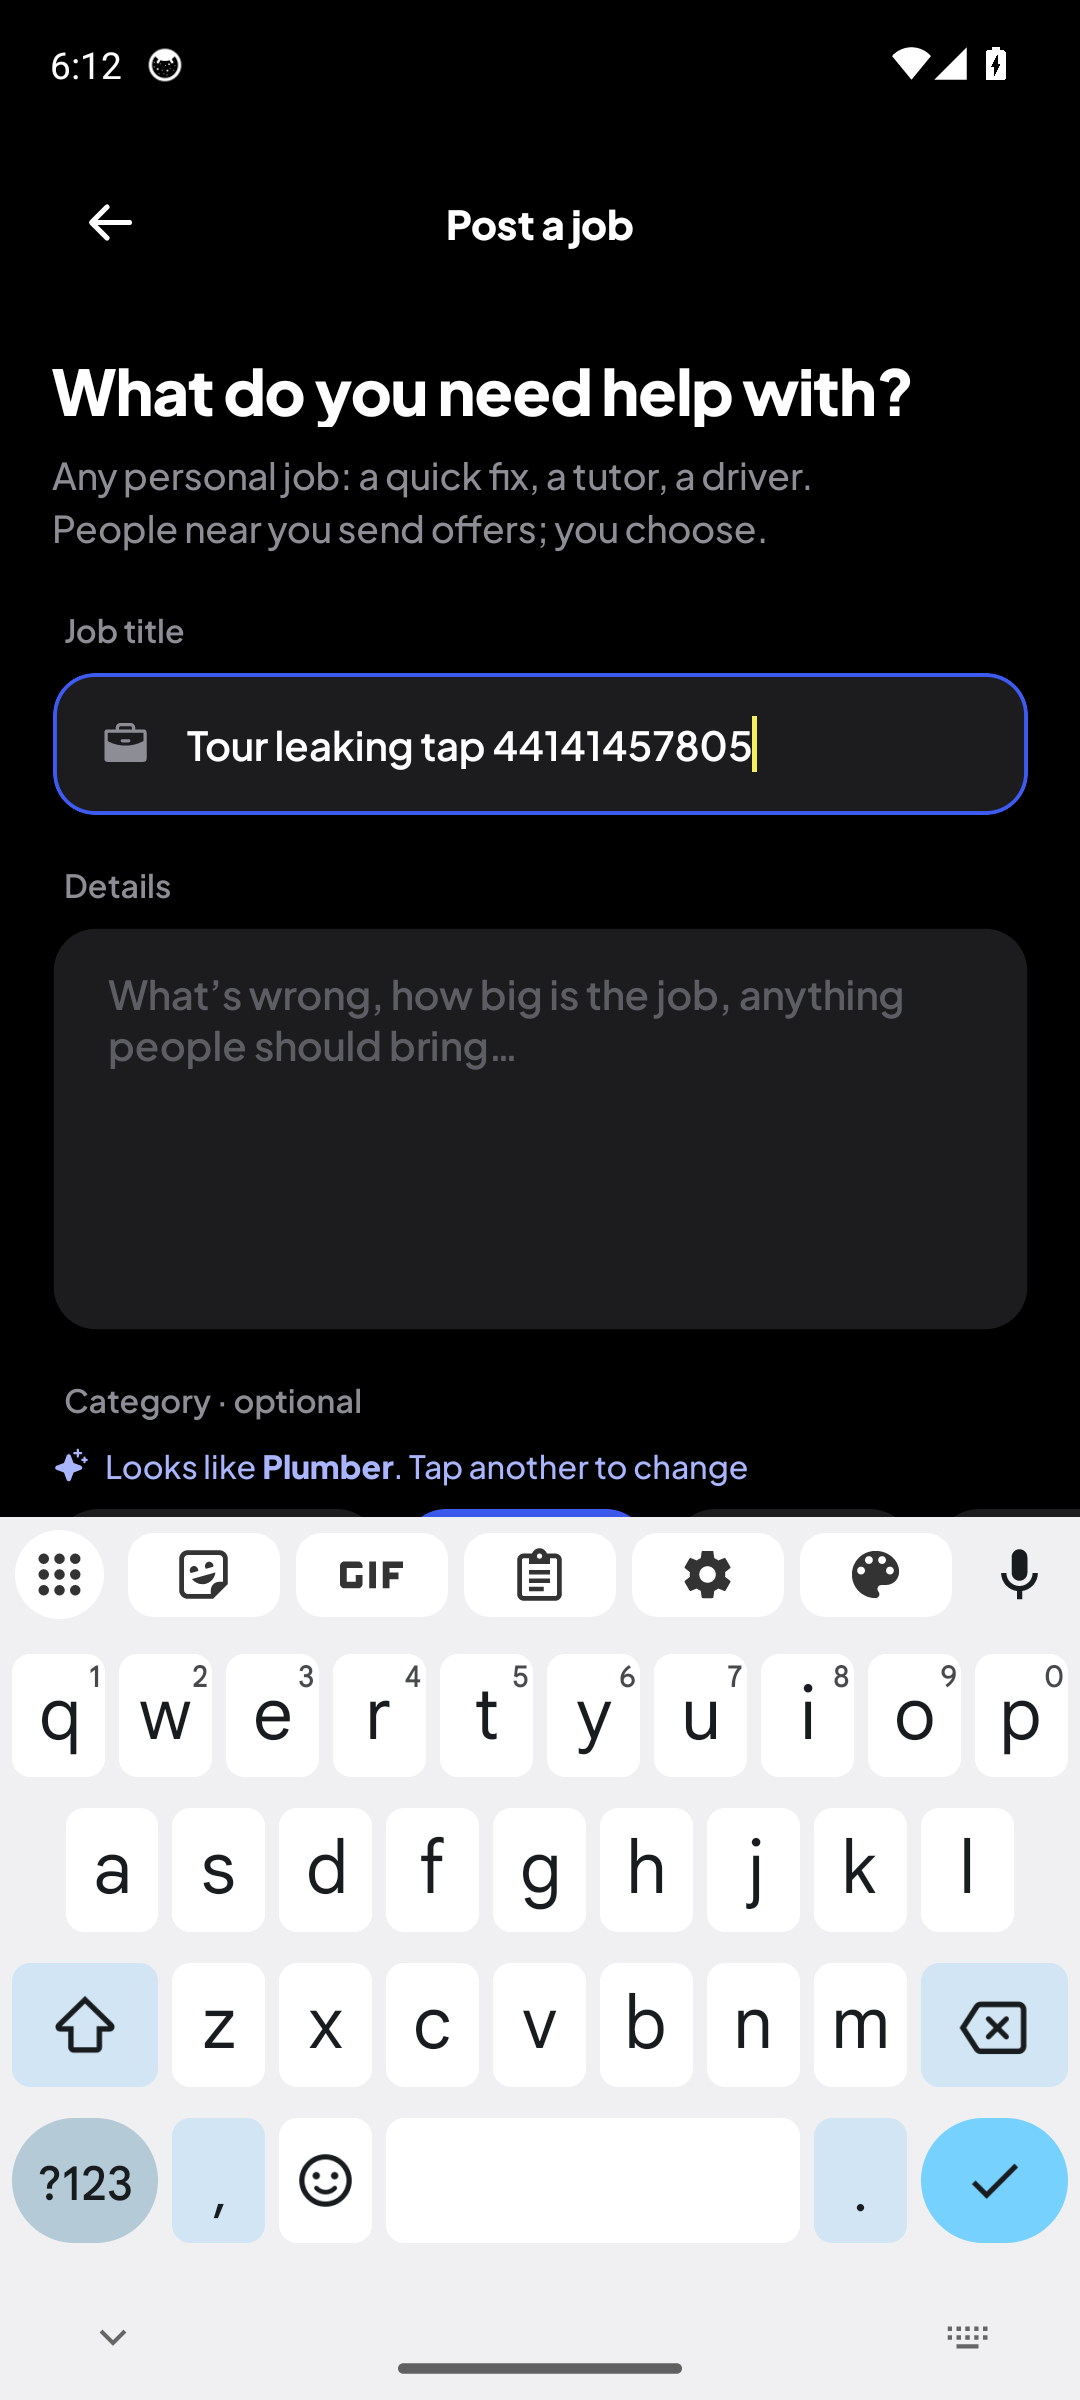 6:12
Post a job
What do you need help with?
Any personal job: a quick fix, a tutor, a driver.
People near you send offers; you choose.
Job title
Tour leaking tap 44141457805
Details
What’s wrong, how big is the job, anything
people should bring…
Category · optional
Looks like Plumber. Tap another to change
GIF
q 1 w 2 e 3 r 4 t 5 y 6 u 7 i 8 o 9 p 0
a s d f g h j k l
z x c v b n m
?123 , .